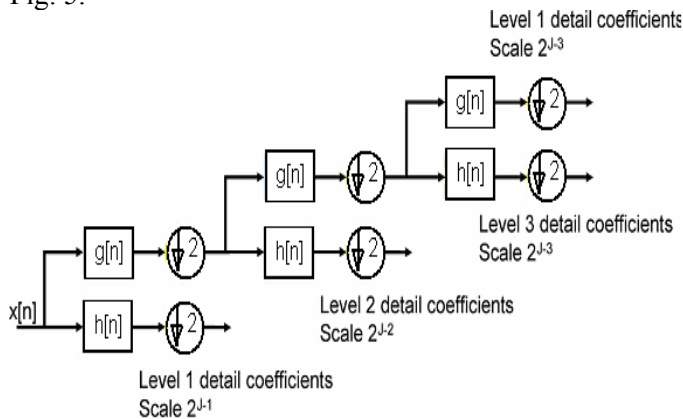 Fig. 3.
Level 1 detail coefficients
Scale 2^J-3
g[n]
2
g[n]
2
h[n]
2
Level 3 detail coefficients
Scale 2^J-3
g[n]
2
h[n]
2
Level 2 detail coefficients
Scale 2^J-2
x[n]
h[n]
2
Level 1 detail coefficients
Scale 2^J-1